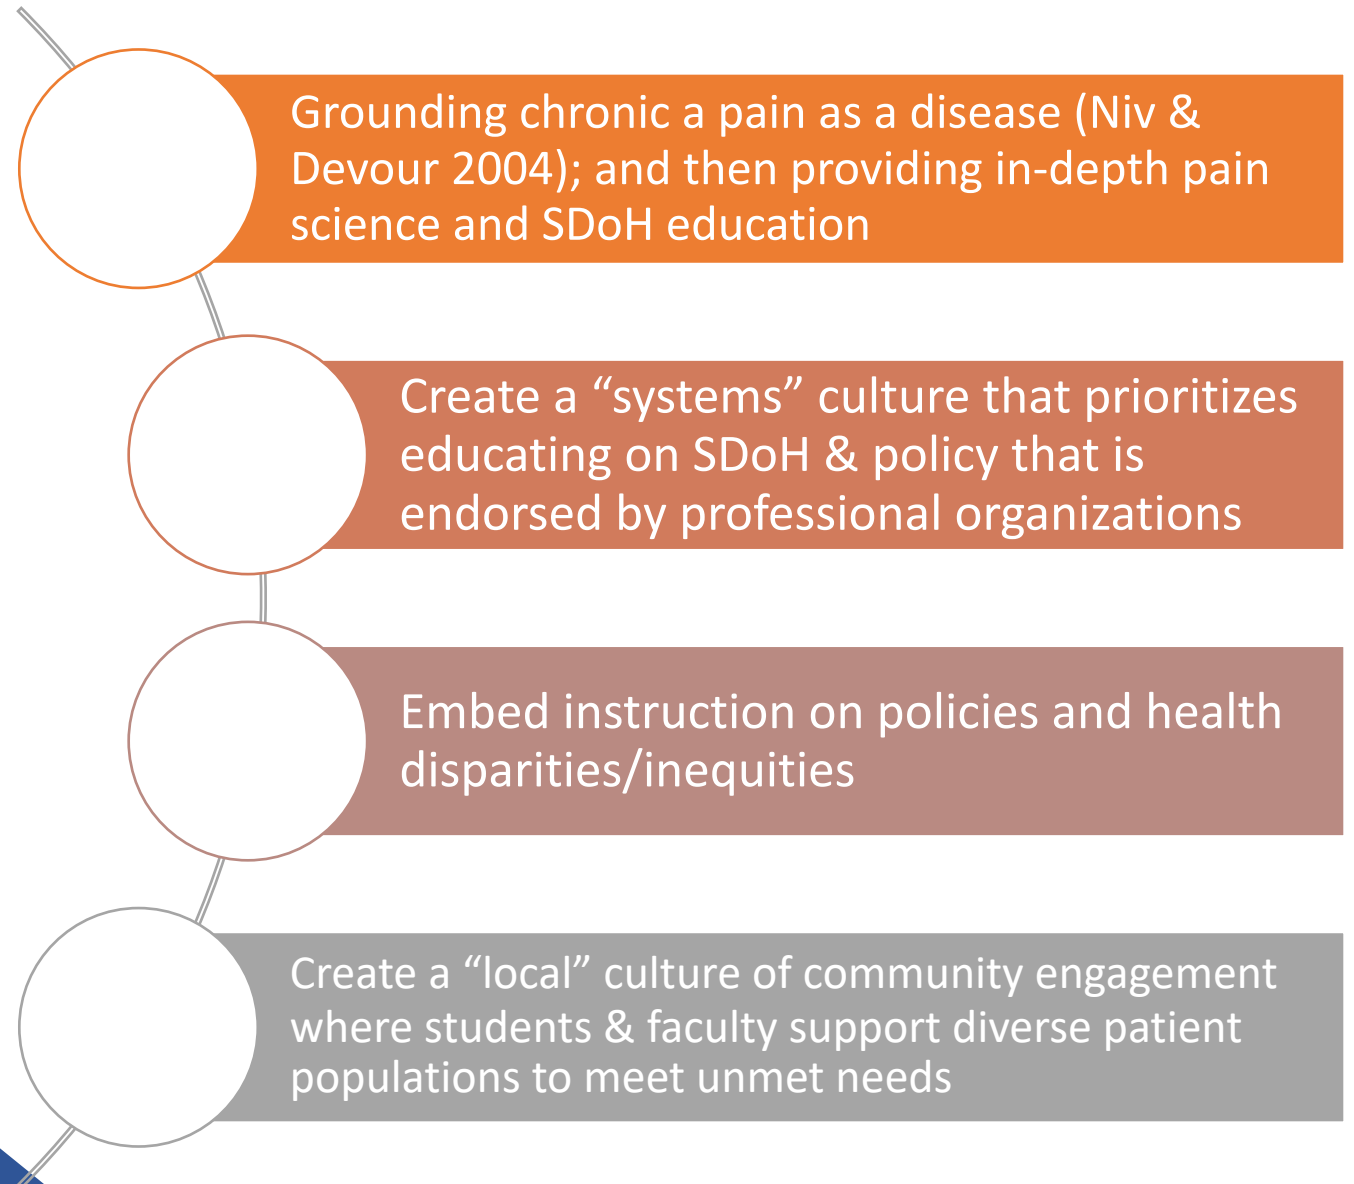 Grounding chronic a pain as a disease (Niv &
Devour 2004); and then providing in-depth pain
science and SDoH education
Create a “systems” culture that prioritizes
educating on SDoH & policy that is
endorsed by professional organizations
Embed instruction on policies and health
disparities/inequities
Create a “local” culture of community engagement
where students & faculty support diverse patient
populations to meet unmet needs